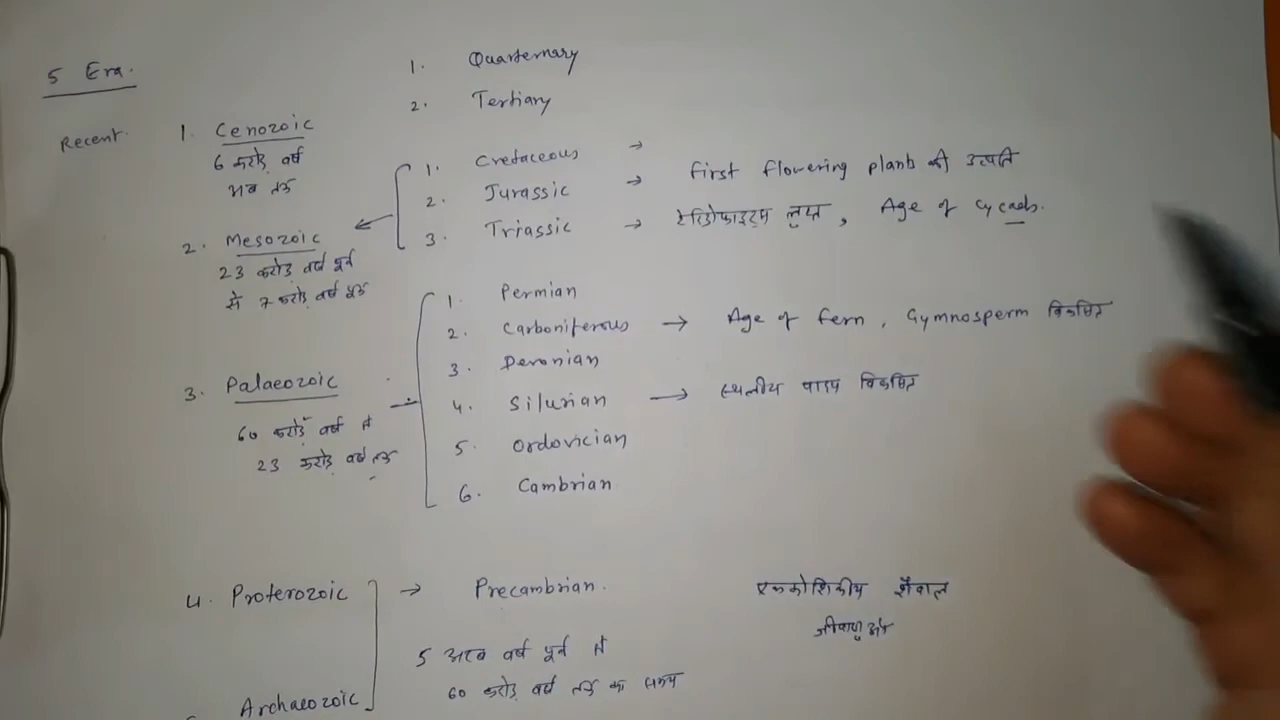 5 Era.
1. Quarternary
2. Tertiary
Recent.
1. Cenozoic
6 करोड़ वर्ष
अब तक
1. Cretaceous →
2. Jurassic → First flowering plants की उत्पति
3. Triassic → टेरिडोफाइट्स लुप्त, Age of Cycads.
2. Mesozoic
23 करोड़ वर्ष पूर्व
से 7 करोड़ वर्ष पूर्व
1. Permian
2. Carboniferous → Age of fern, Gymnosperm विकसित
3. Devonian
3. Palaeozoic
4. Silurian → स्थलीय पादप विकसित
60 करोड़ वर्ष से
23 करोड़ वर्ष तक
5. Ordovician
6. Cambrian
4. Proterozoic → Precambrian. एककोशिकीय शैवाल
जीवाणु
5 अरब वर्ष पूर्व से
60 करोड़ वर्ष तक का समय
Archaeozoic